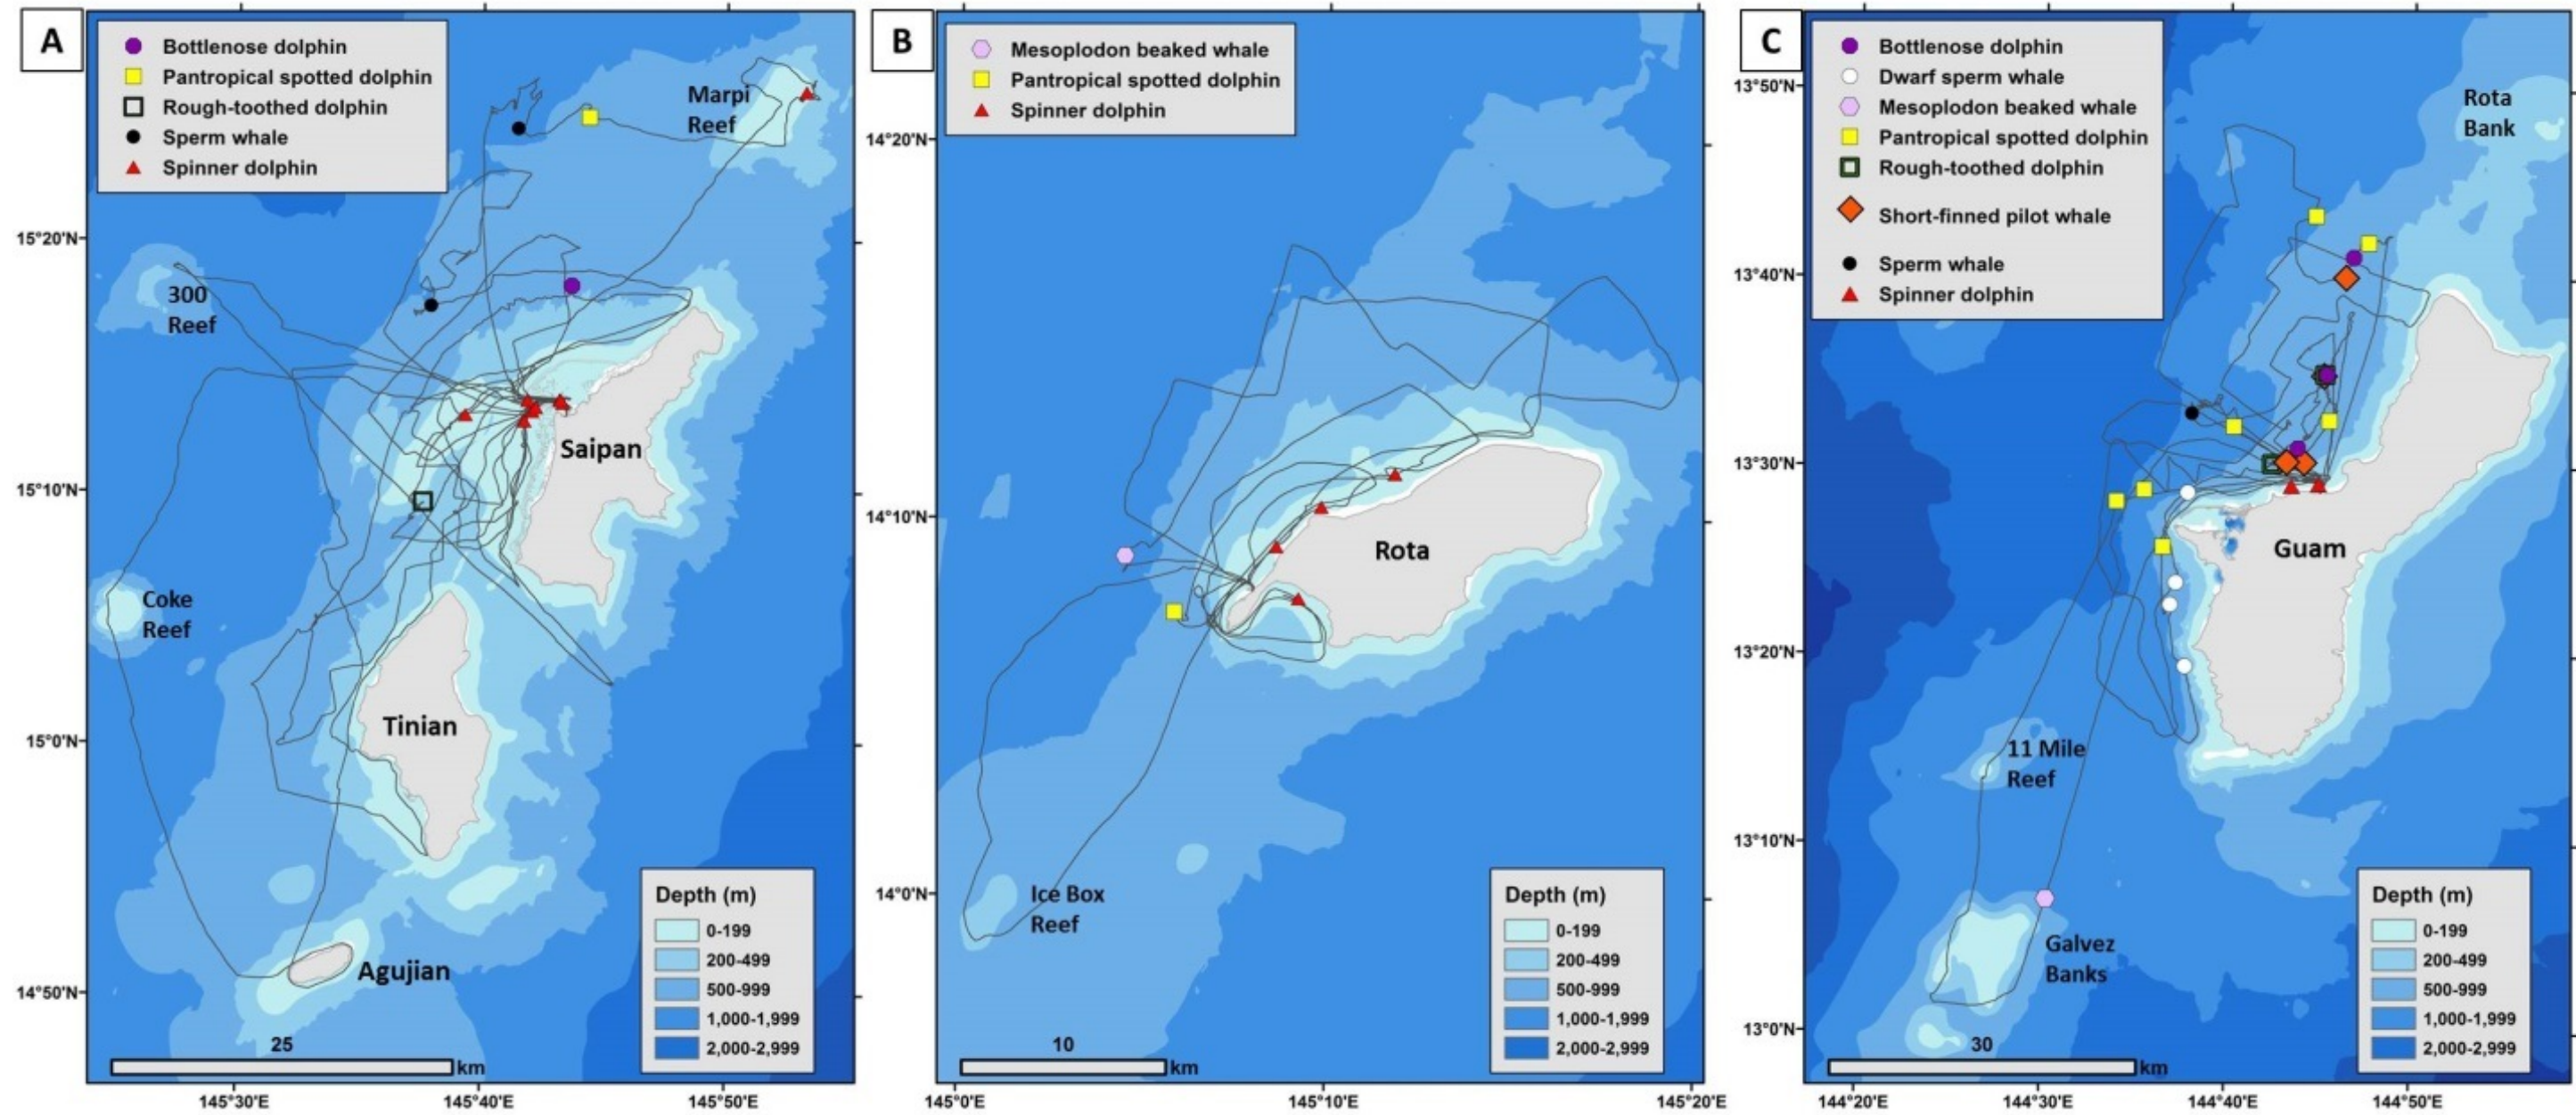 A
Bottlenose dolphin
Pantropical spotted dolphin
Rough-toothed dolphin
Sperm whale
Spinner dolphin
Marpi
Reef
300
Reef
Saipan
Coke
Reef
Tinian
Agujian
15°20'N
15°10'N
15°0'N
14°50'N
145°30'E
145°40'E
145°50'E
25
km
Depth (m)
0-199
200-499
500-999
1,000-1,999
2,000-2,999
B
Mesoplodon beaked whale
Pantropical spotted dolphin
Spinner dolphin
Rota
Ice Box
Reef
14°20'N
14°10'N
14°0'N
145°0'E
145°10'E
145°20'E
10
km
Depth (m)
0-199
200-499
500-999
1,000-1,999
2,000-2,999
C
Bottlenose dolphin
Dwarf sperm whale
Mesoplodon beaked whale
Pantropical spotted dolphin
Rough-toothed dolphin
Short-finned pilot whale
Sperm whale
Spinner dolphin
Rota
Bank
Guam
11 Mile
Reef
Galvez
Banks
13°50'N
13°40'N
13°30'N
13°20'N
13°10'N
13°0'N
144°20'E
144°30'E
144°40'E
144°50'E
30
km
Depth (m)
0-199
200-499
500-999
1,000-1,999
2,000-2,999